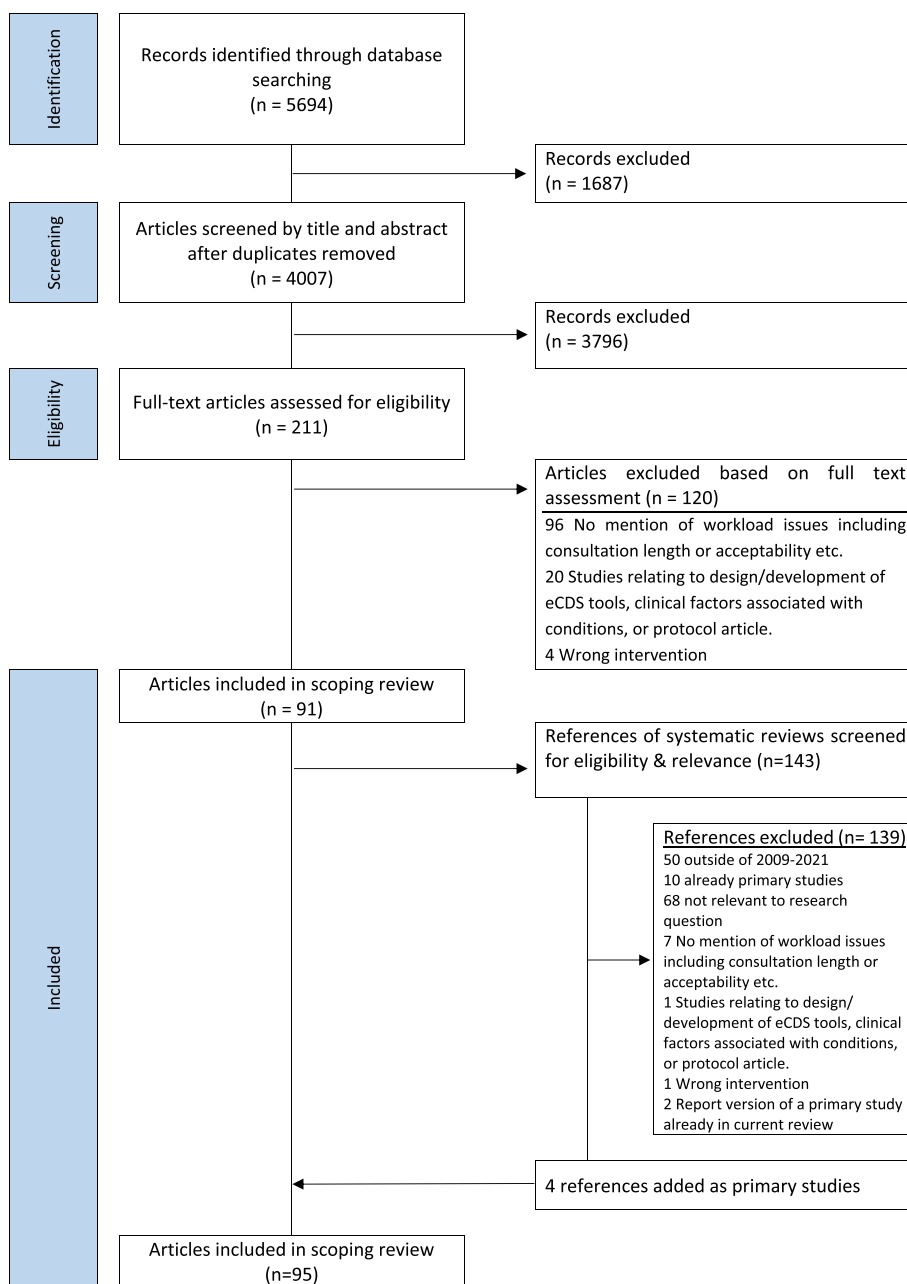 Identification
Records identified through database
searching
(n = 5694)
Records excluded
(n = 1687)
Screening
Articles screened by title and abstract
after duplicates removed
(n = 4007)
Records excluded
(n = 3796)
Eligibility
Full-text articles assessed for eligibility
(n = 211)
Articles excluded based on full text
assessment (n = 120)
96 No mention of workload issues including
consultation length or acceptability etc.
20 Studies relating to design/development of
eCDS tools, clinical factors associated with
conditions, or protocol article.
4 Wrong intervention
Included
Articles included in scoping review
(n = 91)
References of systematic reviews screened
for eligibility & relevance (n=143)
References excluded (n= 139)
50 outside of 2009-2021
10 already primary studies
68 not relevant to research
question
7 No mention of workload issues
including consultation length or
acceptability etc.
1 Studies relating to design/
development of eCDS tools, clinical
factors associated with conditions,
or protocol article.
1 Wrong intervention
2 Report version of a primary study
already in current review
4 references added as primary studies
Articles included in scoping review
(n=95)